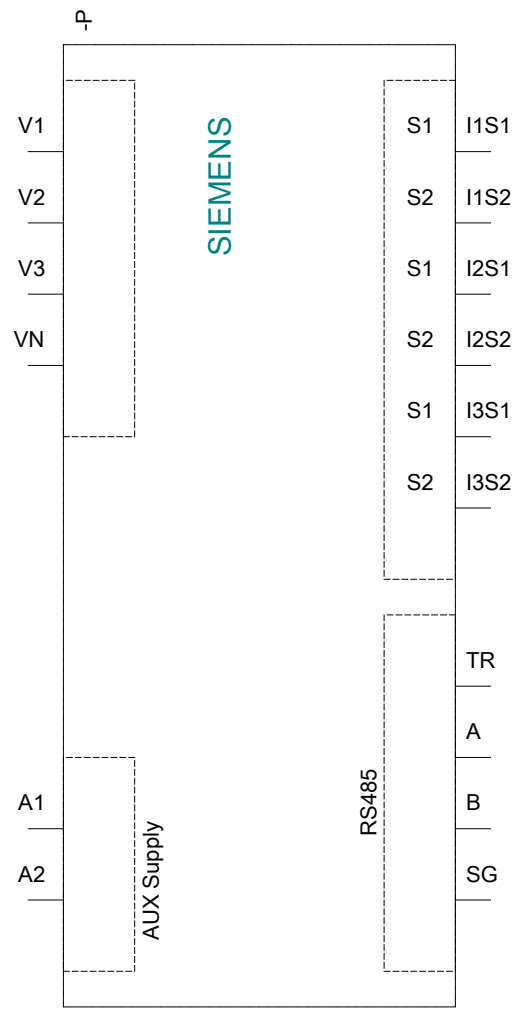 -P
SIEMENS
V1
V2
V3
VN
S1 I1S1
S2 I1S2
S1 I2S1
S2 I2S2
S1 I3S1
S2 I3S2
TR
A
B
SG
RS485
A1
A2
AUX Supply